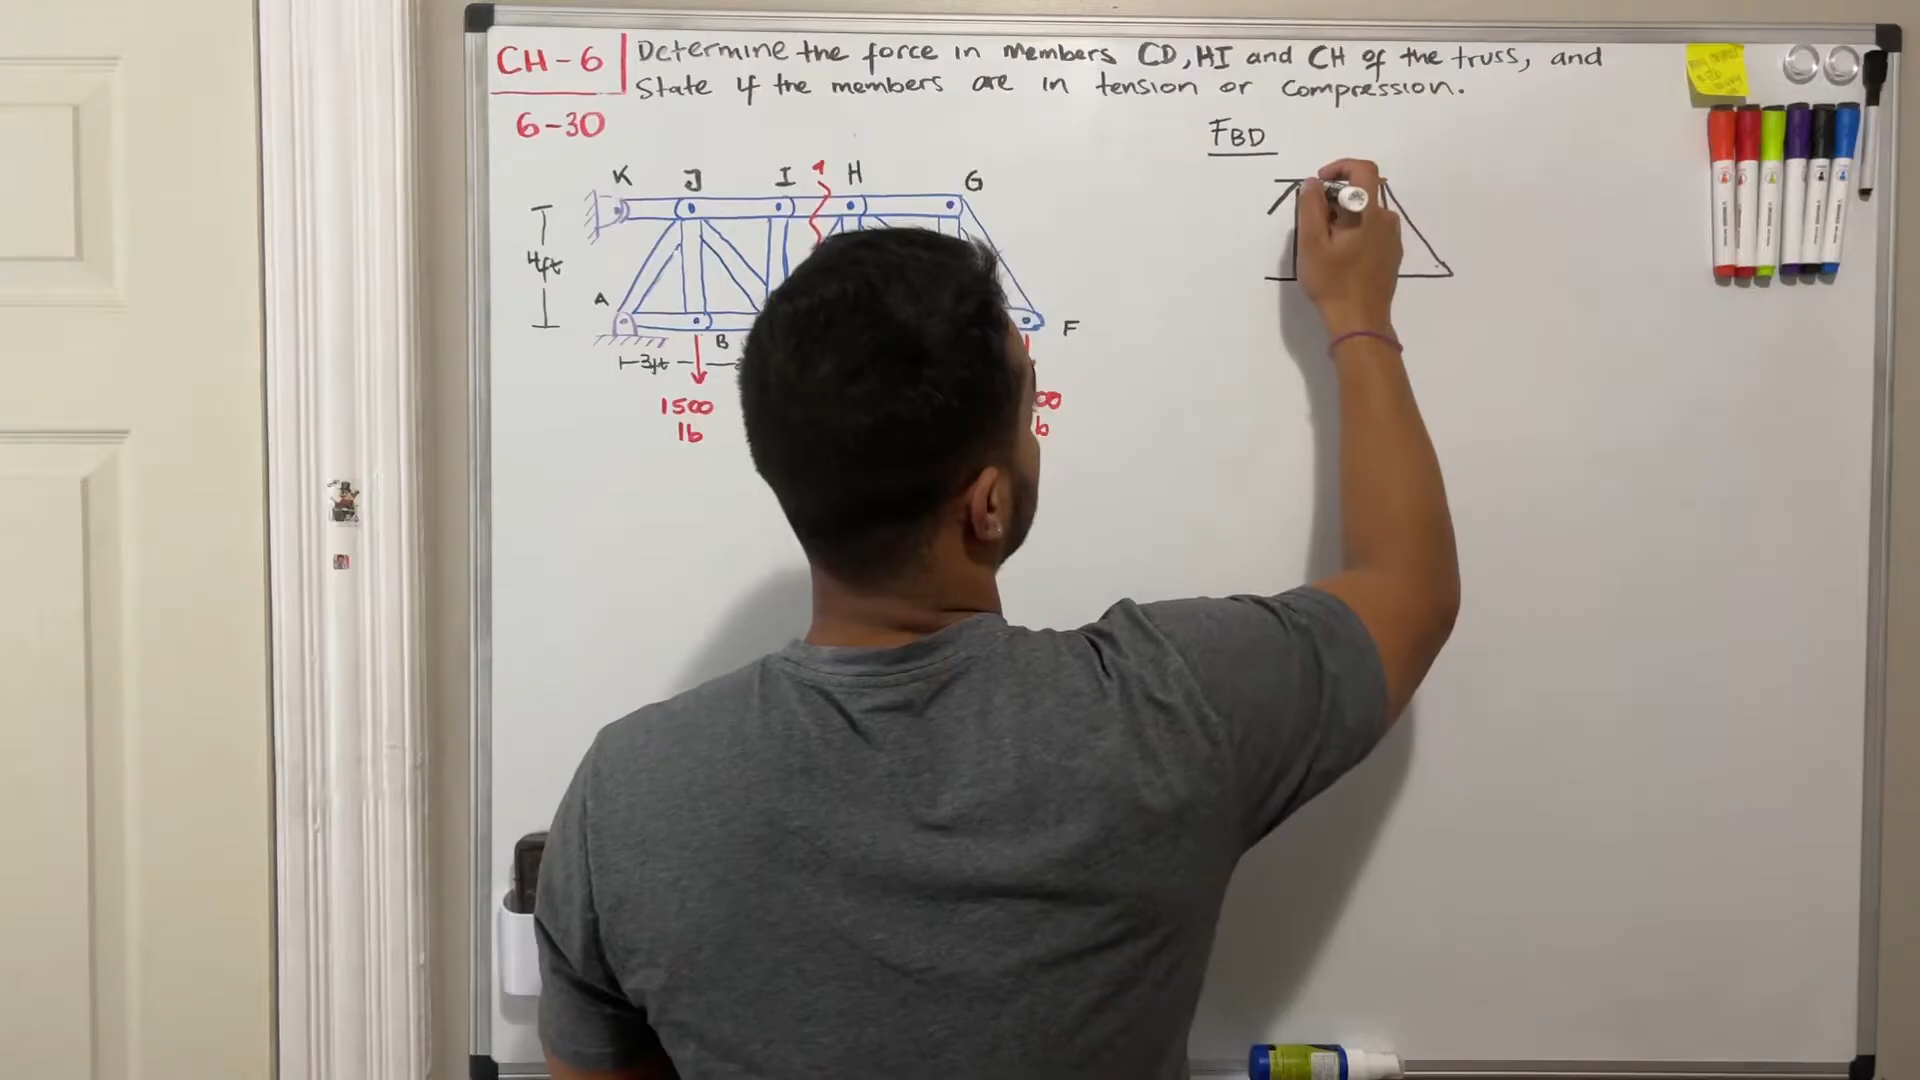 CH-6
Determine the force in members CD, HI and CH of the truss, and
State if the members are in tension or compression.
6-30
FBD
K J I H G
4ft
A
B
F
3ft
1500
lb
00
b